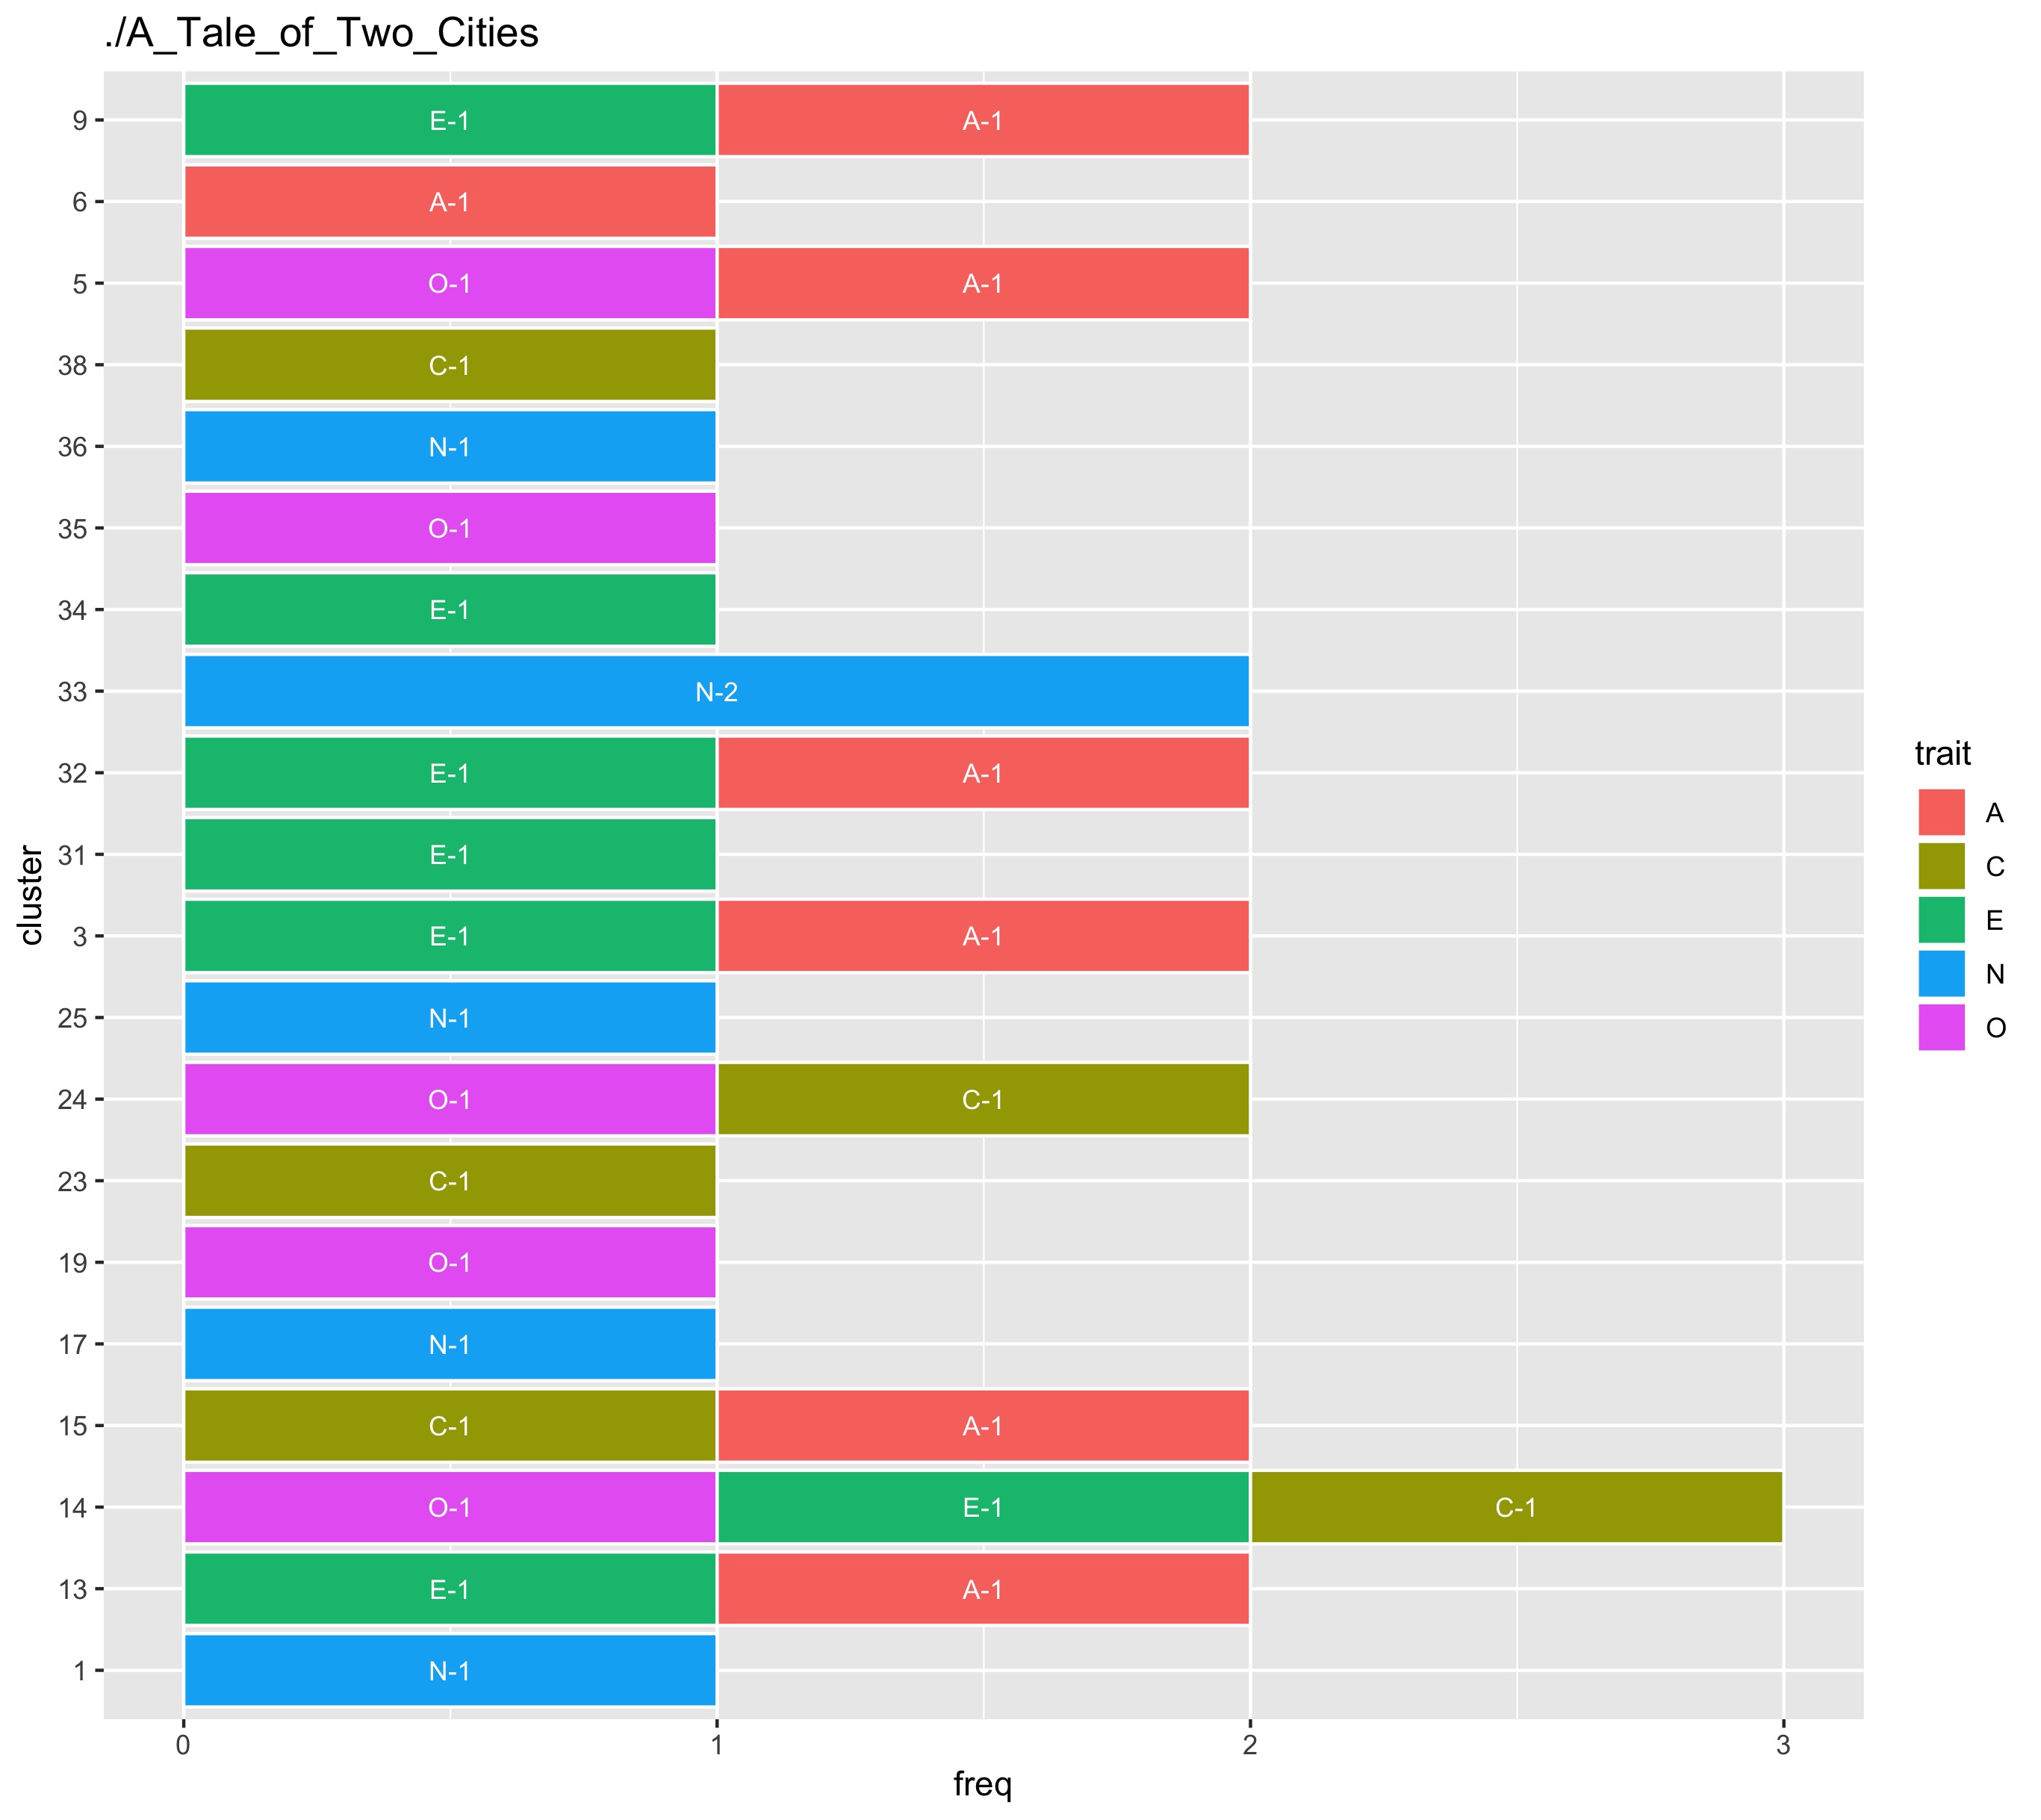 ./A_Tale_of_Two_Cities
9 E-1 A-1
6 A-1
5 O-1 A-1
38 C-1
36 N-1
35 O-1
34 E-1
33 N-2
32 E-1 A-1
31 E-1
3 E-1 A-1
25 N-1
24 O-1 C-1
23 C-1
19 O-1
17 N-1
15 C-1 A-1
14 O-1 E-1 C-1
13 E-1 A-1
1 N-1
0 1 2 3
freq
cluster
trait
A
C
E
N
O